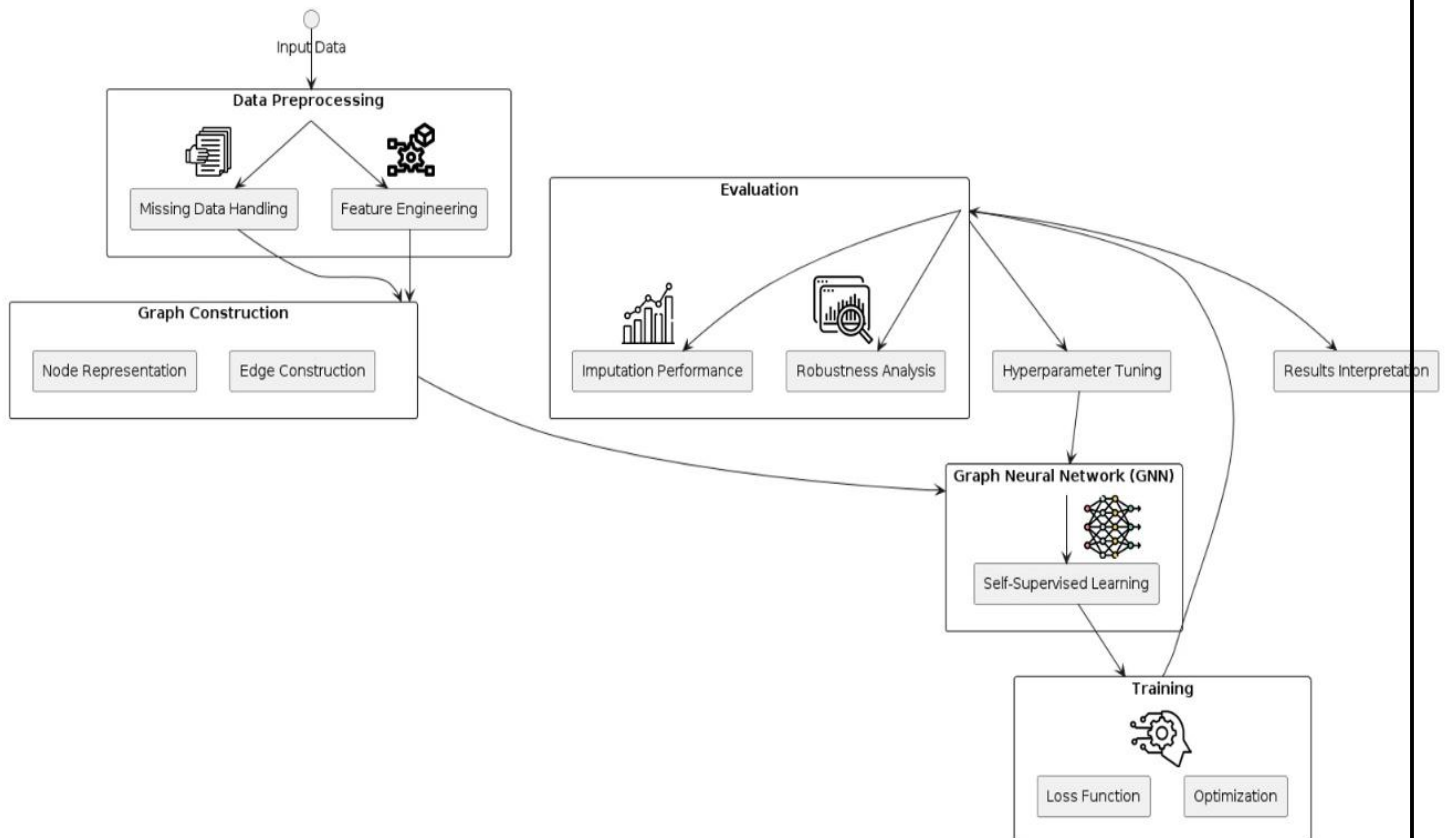 Input Data
Data Preprocessing
Missing Data Handling
Feature Engineering
Evaluation
Graph Construction
Node Representation
Edge Construction
Imputation Performance
Robustness Analysis
Hyperparameter Tuning
Results Interpretation
Graph Neural Network (GNN)
Self-Supervised Learning
Training
Loss Function
Optimization